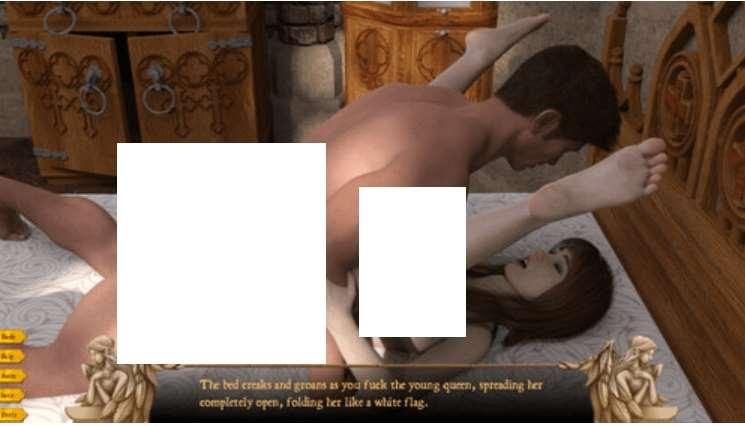 Back
Skip
Auto
Save
Prefs
The bed creaks and groans as you fuck the young queen, spreading her
completely open, folding her like a white flag.